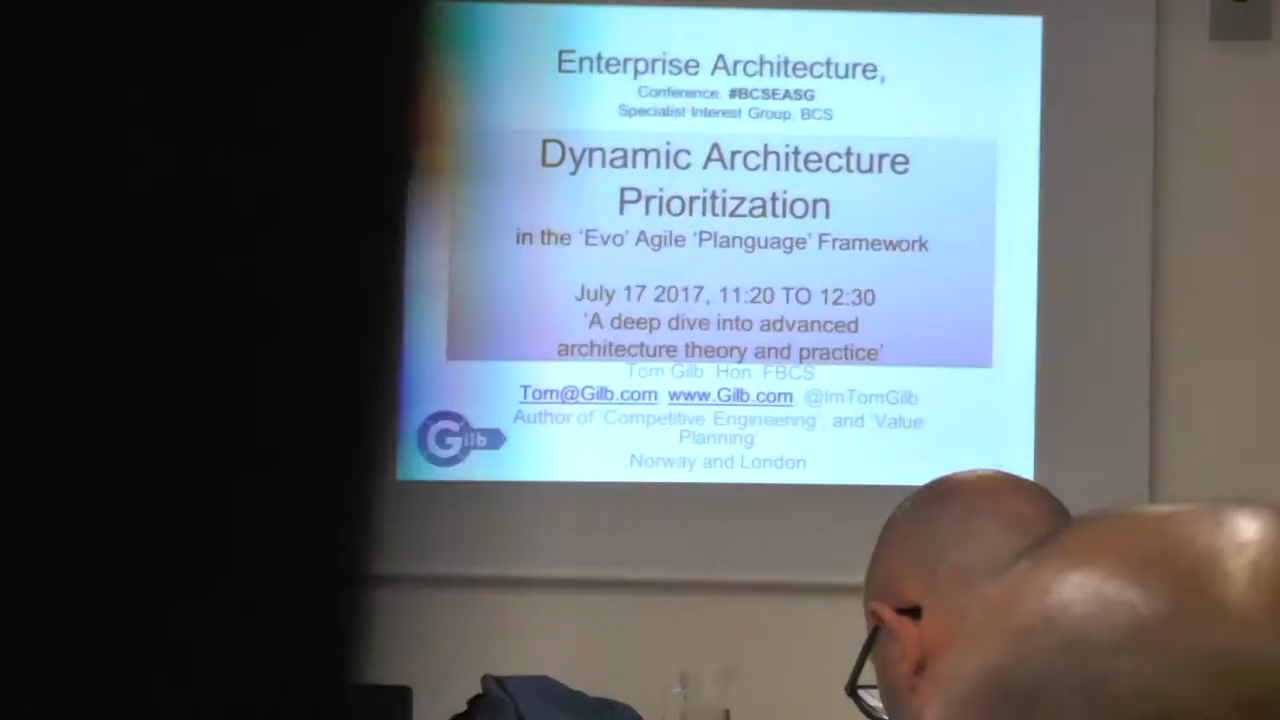 Enterprise Architecture,
Conference, #BCSEASG
Specialist Interest Group, BCS
Dynamic Architecture
Prioritization
in the ‘Evo’ Agile ‘Planguage’ Framework
July 17 2017, 11:20 TO 12:30
‘A deep dive into advanced
architecture theory and practice’
Tom Gilb, Hon. FBCS
Tom@Gilb.com www.Gilb.com @ImTomGilb
Author of ‘Competitive Engineering’, and ‘Value
Planning’
Norway and London
Gilb